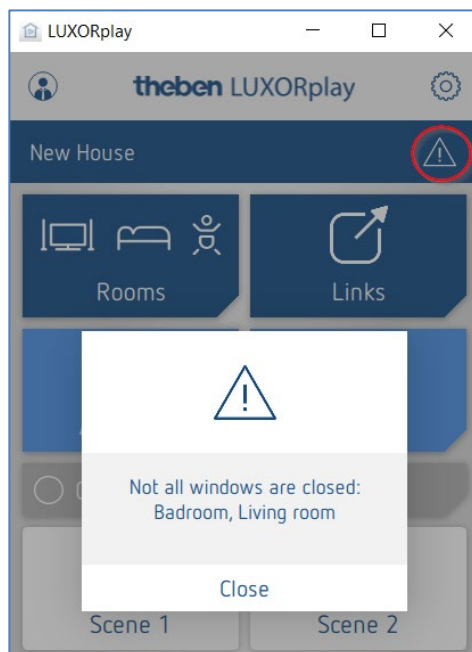 LUXORplay
theben LUXORplay
New House
Rooms
Links
Not all windows are closed:
Badroom, Living room
Close
Scene 1
Scene 2